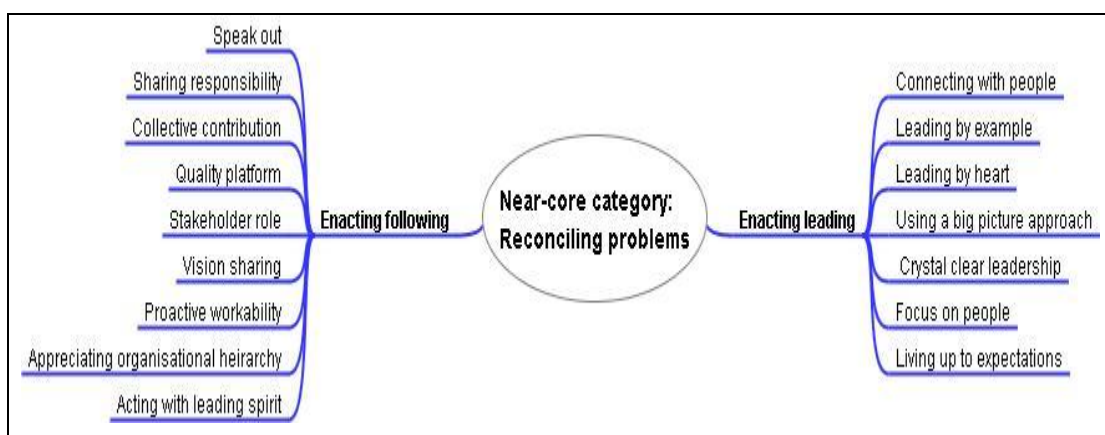 Speak out
Sharing responsibility
Collective contribution
Quality platform
Stakeholder role
Vision sharing
Proactive workability
Appreciating organisational heirarchy
Acting with leading spirit
Enacting following
Near-core category:
Reconciling problems
Enacting leading
Connecting with people
Leading by example
Leading by heart
Using a big picture approach
Crystal clear leadership
Focus on people
Living up to expectations